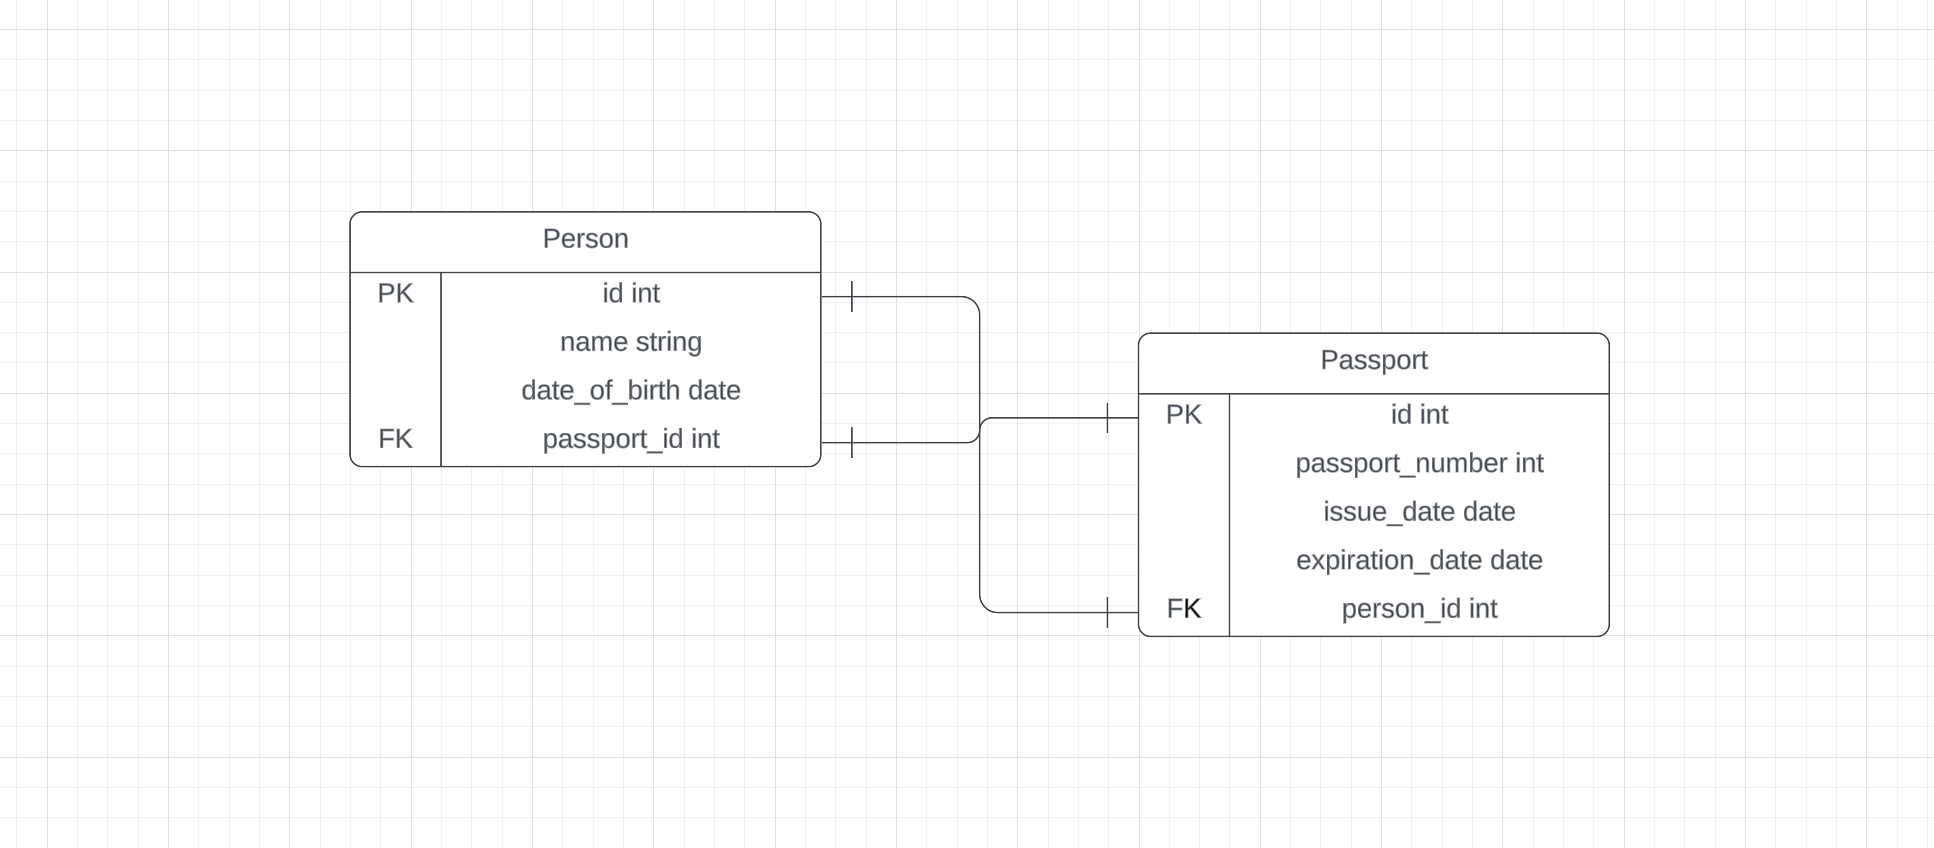 Person
PK id int
name string
date_of_birth date
FK passport_id int
Passport
PK id int
passport_number int
issue_date date
expiration_date date
FK person_id int